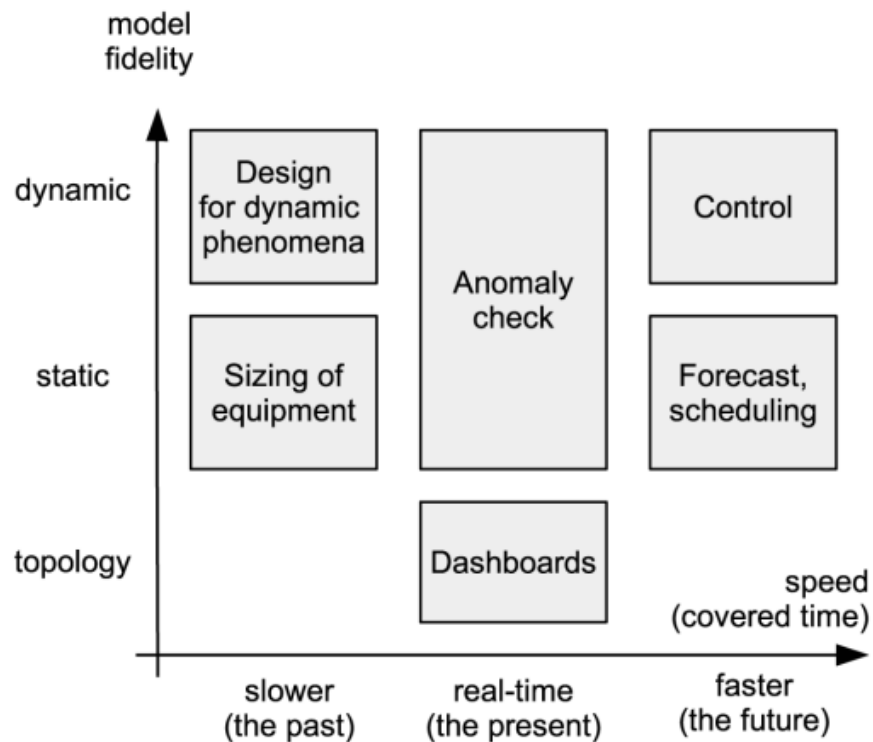 model
fidelity
dynamic
Design
for dynamic
phenomena
Control
Anomaly
check
static
Sizing of
equipment
Forecast,
scheduling
topology
Dashboards
speed
(covered time)
slower
(the past)
real-time
(the present)
faster
(the future)